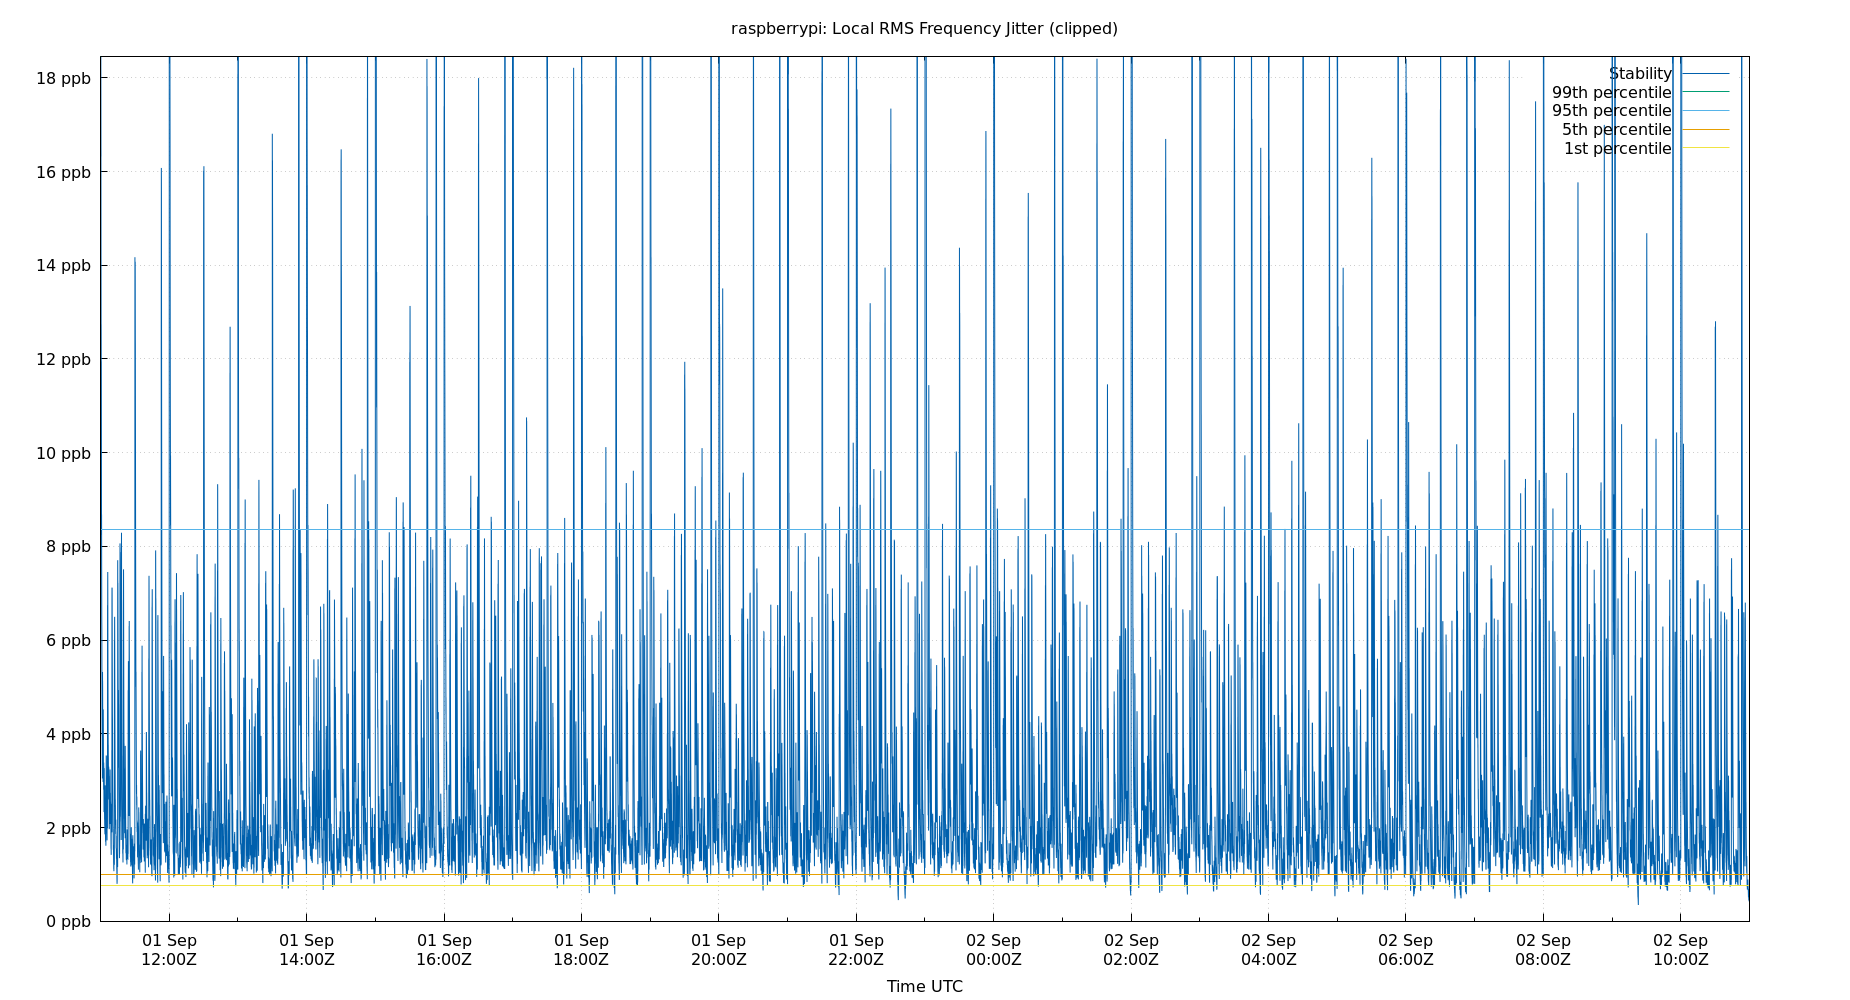 raspberrypi: Local RMS Frequency Jitter (clipped)
Stability
99th percentile
95th percentile
5th percentile
1st percentile
18 ppb
16 ppb
14 ppb
12 ppb
10 ppb
8 ppb
6 ppb
4 ppb
2 ppb
0 ppb
01 Sep 01 Sep 01 Sep 01 Sep 01 Sep 01 Sep 02 Sep 02 Sep 02 Sep 02 Sep 02 Sep 02 Sep
12:00Z 14:00Z 16:00Z 18:00Z 20:00Z 22:00Z 00:00Z 02:00Z 04:00Z 06:00Z 08:00Z 10:00Z
Time UTC